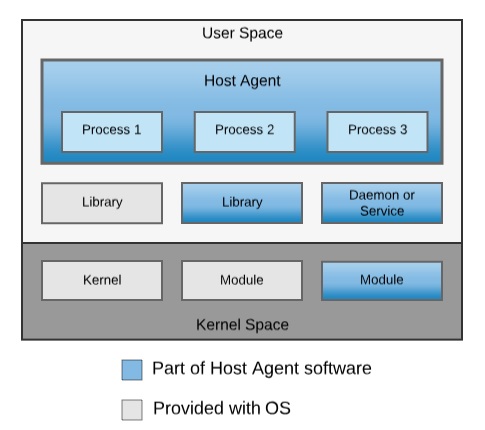 User Space
Host Agent
Process 1
Process 2
Process 3
Library
Library
Daemon or
Service
Kernel
Module
Module
Kernel Space
Part of Host Agent software
Provided with OS